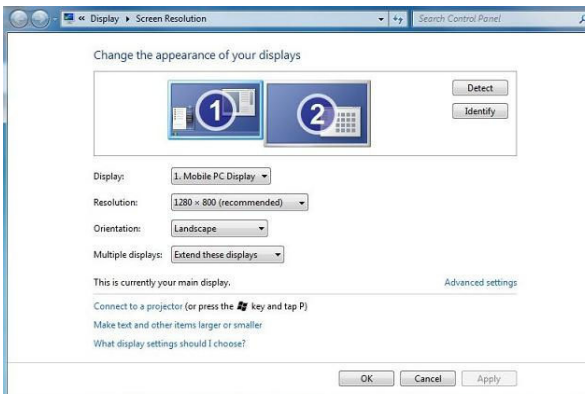 « Display ▸ Screen Resolution
Search Control Panel
Change the appearance of your displays
1
2
Detect
Identify
Display: 1. Mobile PC Display
Resolution: 1280 × 800 (recommended)
Orientation: Landscape
Multiple displays: Extend these displays
This is currently your main display.
Advanced settings
Connect to a projector (or press the key and tap P)
Make text and other items larger or smaller
What display settings should I choose?
OK
Cancel
Apply